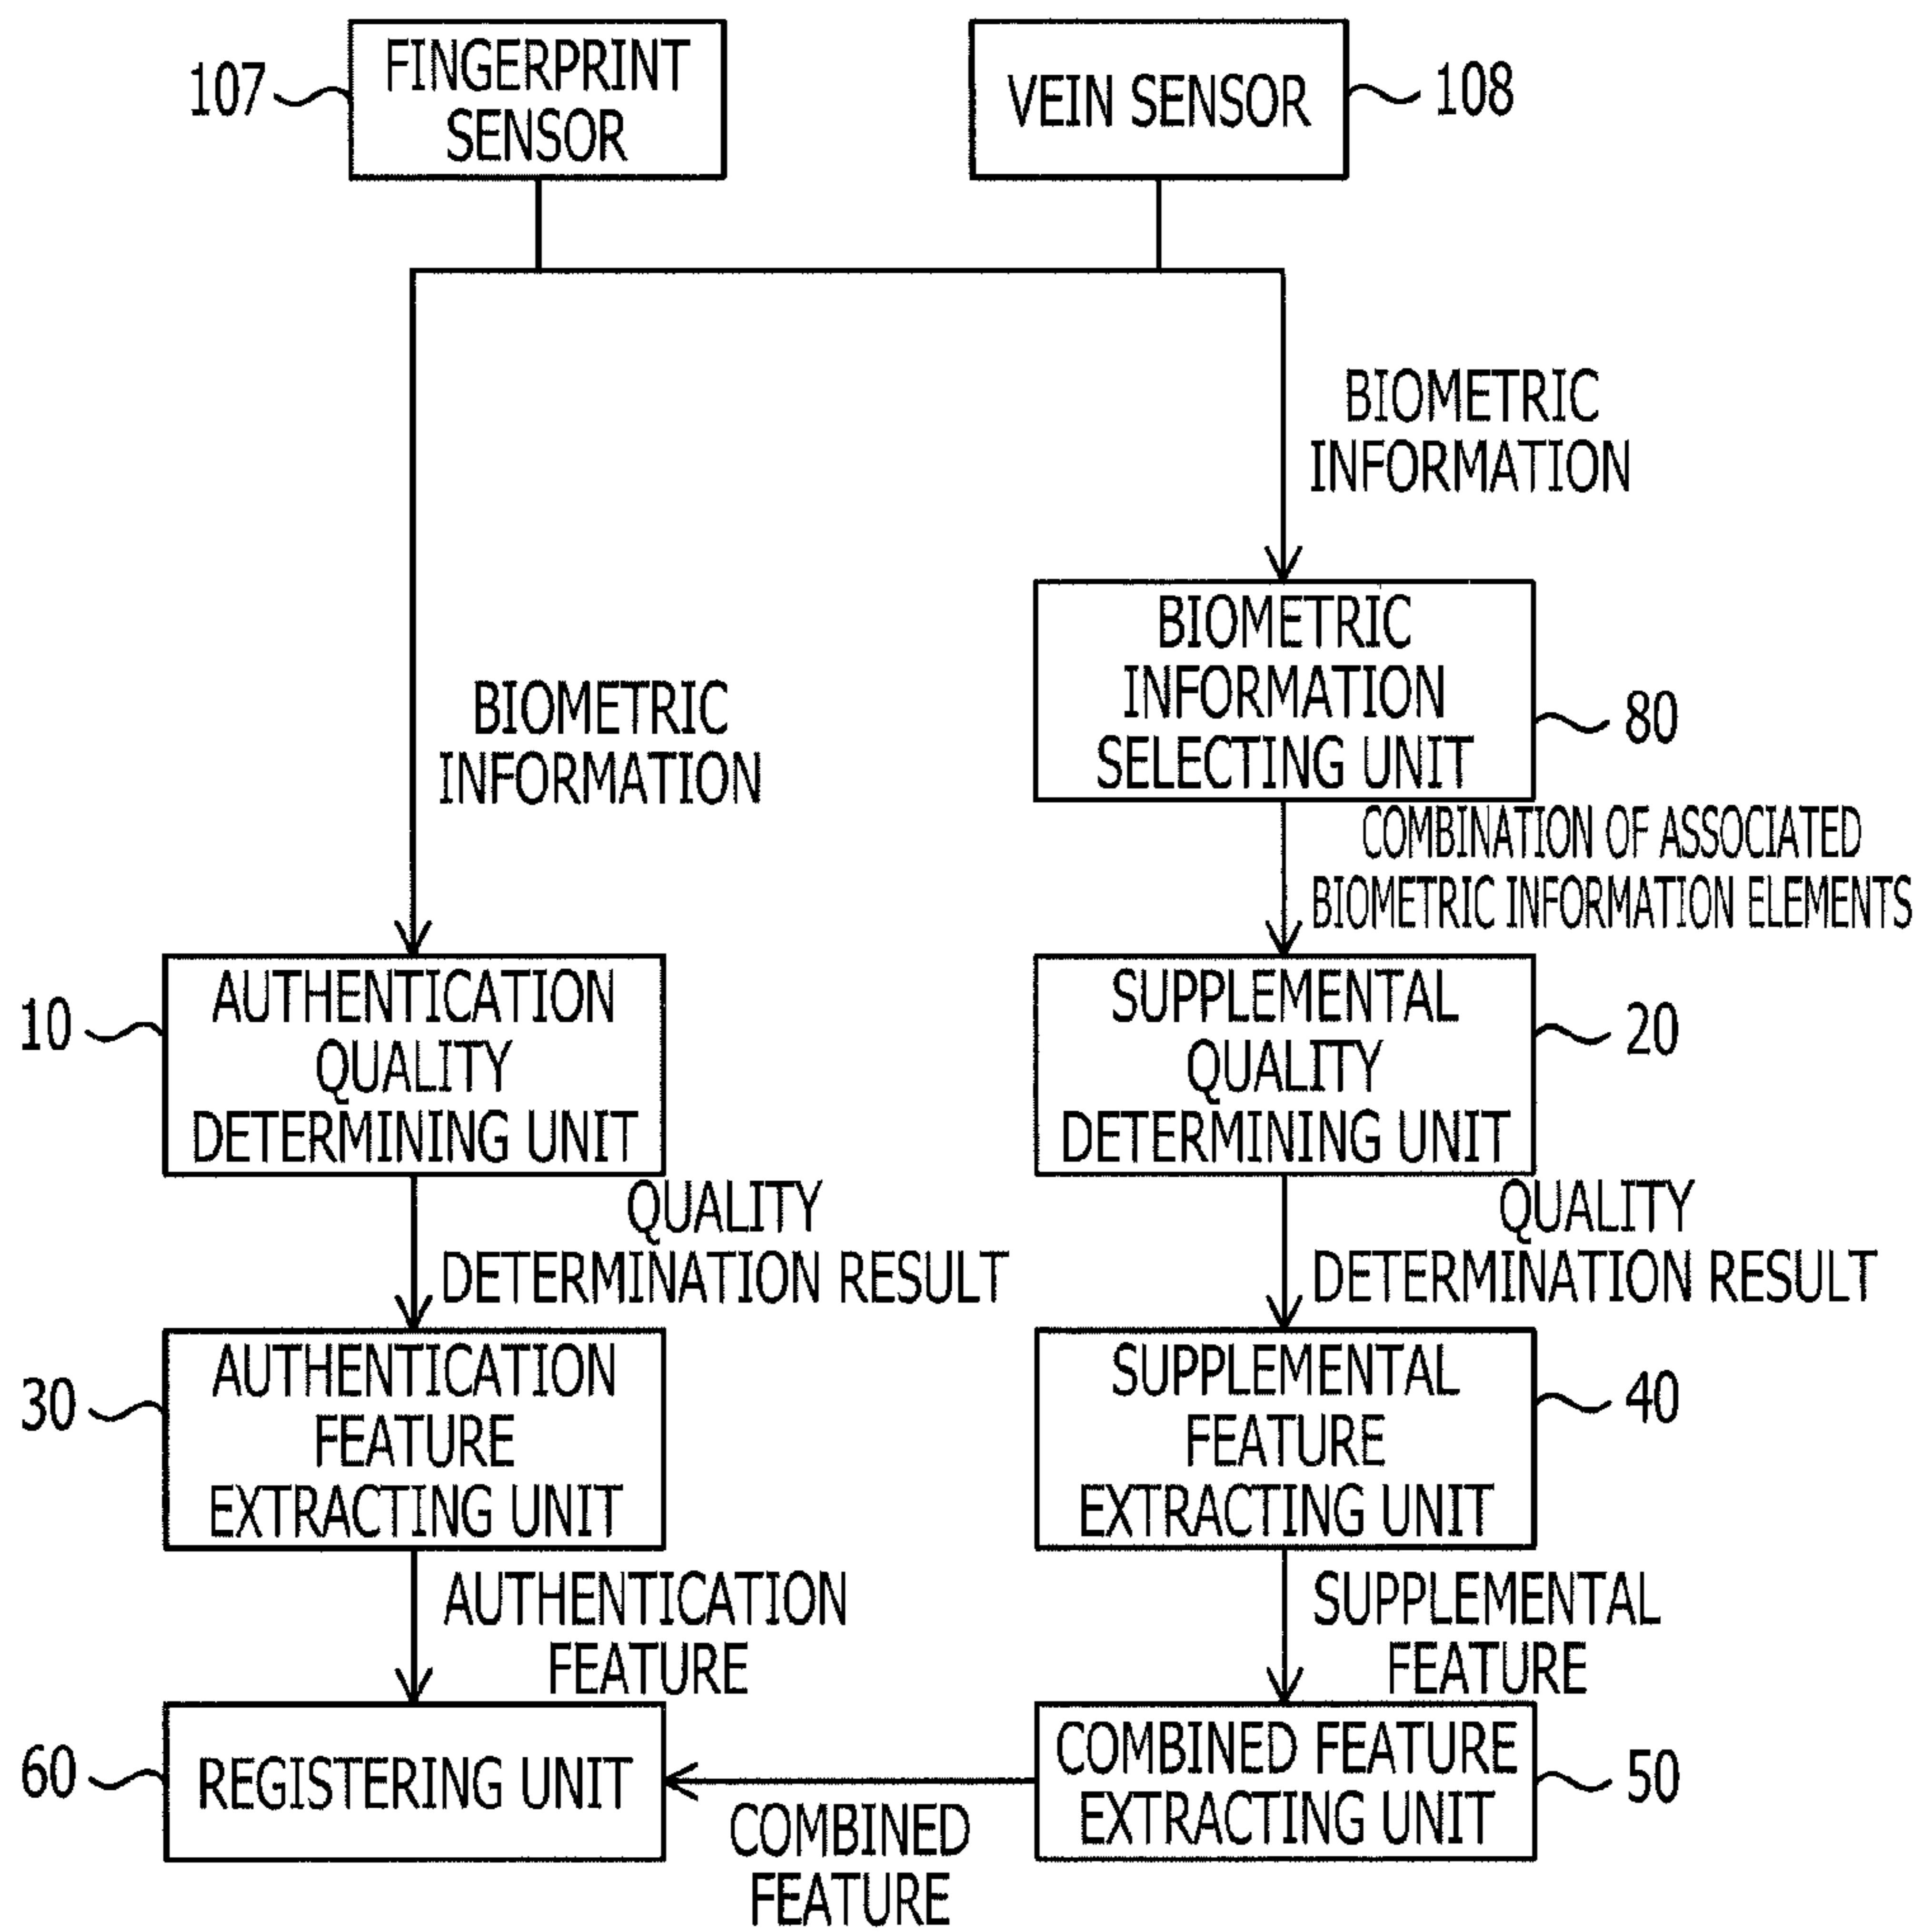 FINGERPRINT
SENSOR
107
VEIN SENSOR
108
BIOMETRIC
INFORMATION
BIOMETRIC
INFORMATION
SELECTING UNIT
80
BIOMETRIC
INFORMATION
COMBINATION OF ASSOCIATED
BIOMETRIC INFORMATION ELEMENTS
10
AUTHENTICATION
QUALITY
DETERMINING UNIT
SUPPLEMENTAL
QUALITY
DETERMINING UNIT
20
QUALITY
DETERMINATION RESULT
QUALITY
DETERMINATION RESULT
30
AUTHENTICATION
FEATURE
EXTRACTING UNIT
SUPPLEMENTAL
FEATURE
EXTRACTING UNIT
40
AUTHENTICATION
FEATURE
SUPPLEMENTAL
FEATURE
60
REGISTERING UNIT
COMBINED FEATURE
EXTRACTING UNIT
50
COMBINED
FEATURE